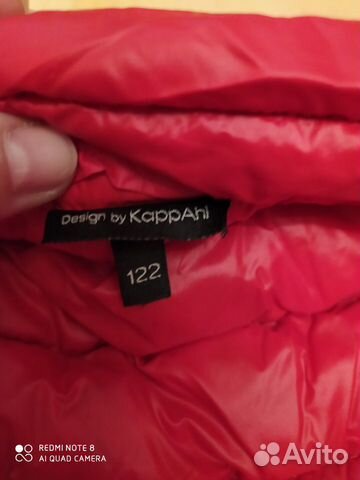 Design by KappAhl
122
REDMI NOTE 8
AI QUAD CAMERA
Avito